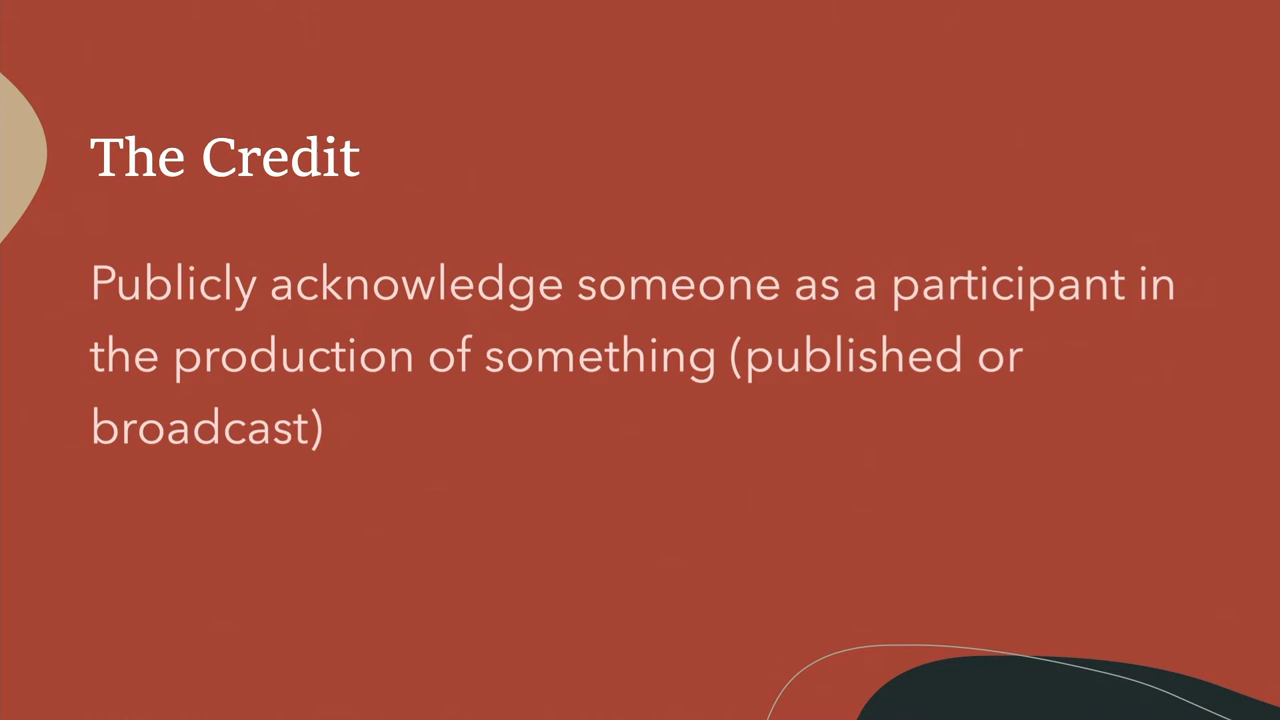 The Credit
Publicly acknowledge someone as a participant in
the production of something (published or
broadcast)